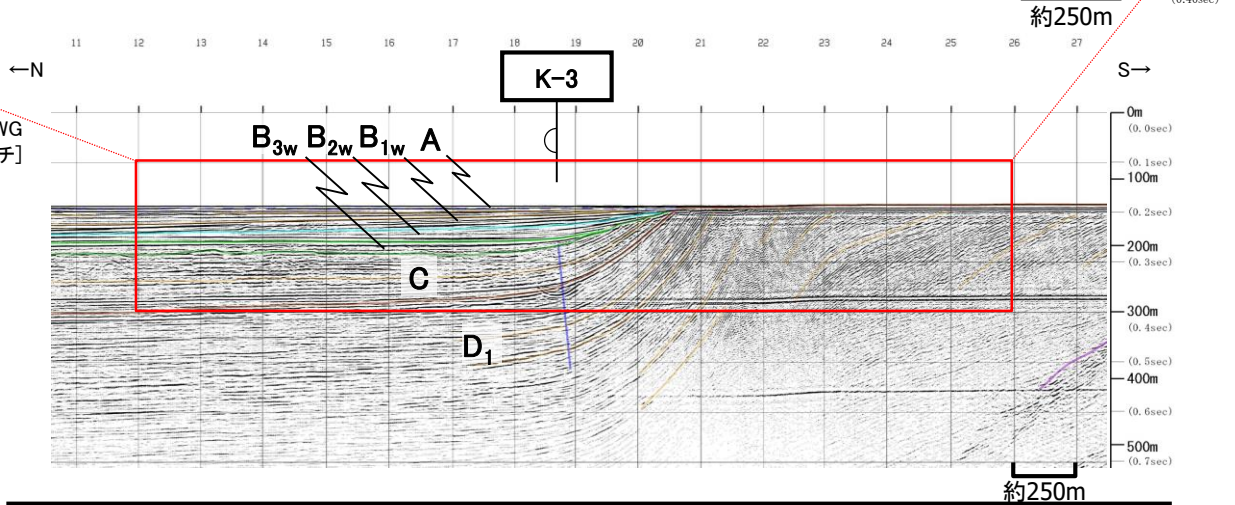 (0.40sec)
約250m
11 12 13 14 15 16 17 18 19 20 21 22 23 24 25 26 27
←N
K-3
S→
WG
チ]
B3w B2w B1w A
C
D1
0m
(0.0sec)
(0.1sec)
100m
(0.2sec)
200m
(0.3sec)
300m
(0.4sec)
(0.5sec)
400m
(0.6sec)
500m
(0.7sec)
約250m